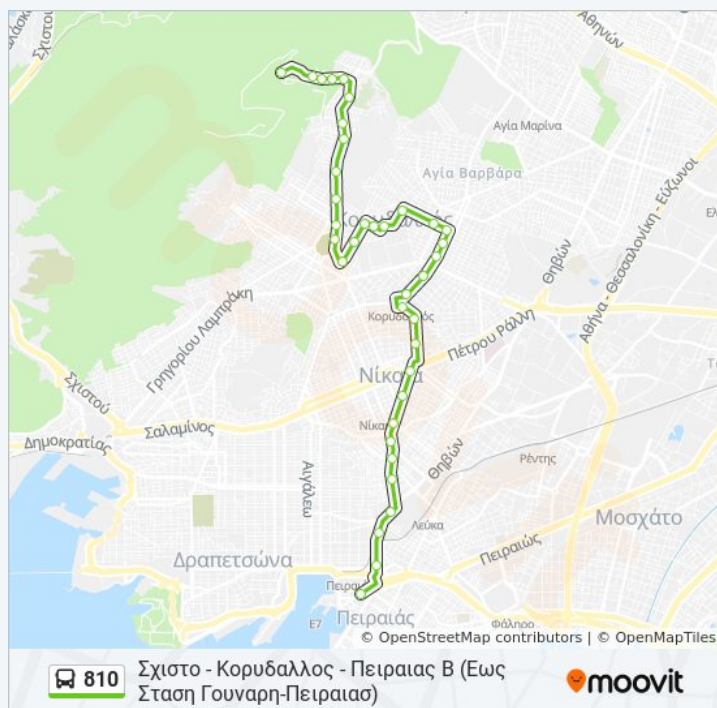 Σχιστού
Αθηνών
Αγία Μαρίνα
Αγία Βαρβάρα
Αθήνα - Θεσσαλονίκη - Εύζωνοι
Θηβών
Γρηγορίου Λαμπράκη
Κορυδαλλός
Πέτρου Ράλλη
Νίκαια
Σχιστού
Σαλαμίνος
Δημοκρατίας
Θηβών
Ρέντης
Αιγάλεω
Λεύκα
Μοσχάτο
Δραπετσώνα
Πειραιώς
Πειραιάς
Ε7
Φάληρο
© OpenStreetMap contributors | © OpenMapTiles
810
Σχιστο - Κορυδαλλος - Πειραιας Β (Εως
Σταση Γουναρη-Πειραιασ)
moovit